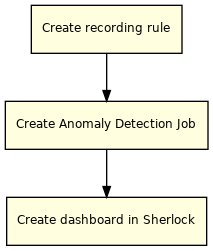 Create recording rule
Create Anomaly Detection Job
Create dashboard in Sherlock